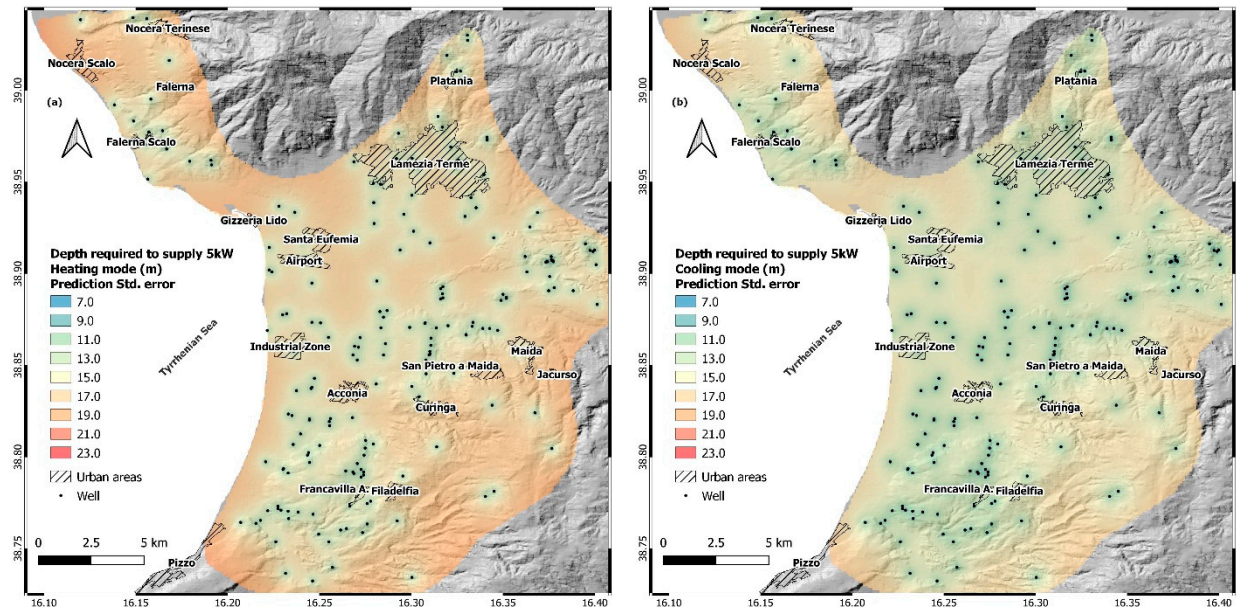 Nocera Terinese
Nocera Scalo
(a)
Falerna
Falerna Scalo
Platania
Lamezia Terme
Gizzeria Lido
Santa Eufemia
Airport
Depth required to supply 5kW
Heating mode (m)
Prediction Std. error
7.0
9.0
11.0
13.0
15.0
17.0
19.0
21.0
23.0
Urban areas
Well
Tyrrhenian Sea
Industrial Zone
San Pietro a Maida
Maida
Jacurso
Acconia
Curinga
Francavilla A.
Filadelfia
Pizzo
0 2.5 5 km
39.00
38.95
38.90
38.85
38.80
38.75
16.10 16.15 16.20 16.25 16.30 16.35 16.40
Nocera Terinese
Nocera Scalo
(b)
Falerna
Falerna Scalo
Platania
Lamezia Terme
Gizzeria Lido
Santa Eufemia
Airport
Depth required to supply 5kW
Cooling mode (m)
Prediction Std. error
7.0
9.0
11.0
13.0
15.0
17.0
19.0
21.0
23.0
Urban areas
Well
Tyrrhenian Sea
Industrial Zone
San Pietro a Maida
Maida
Jacurso
Acconia
Curinga
Francavilla A.
Filadelfia
Pizzo
0 2.5 5 km
39.00
38.95
38.90
38.85
38.80
38.75
16.10 16.15 16.20 16.25 16.30 16.35 16.40